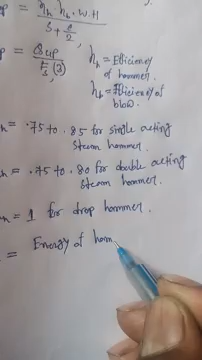 p = ηh ηb . W.H / S + C/2
p = Qup / Fs (3)
ηh = Efficiency of hammer.
ηb = Efficiency of blow.
h = .75 to .85 for single acting steam hammer.
h = .75 to .80 for double acting steam hammer.
h = 1 for drop hammer.
= Energy of ham